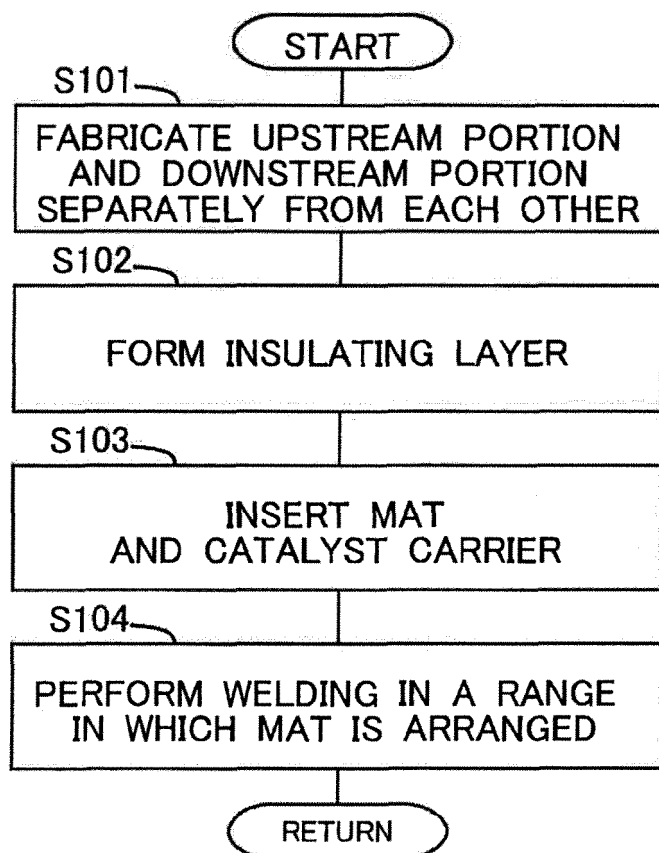 START
S101
FABRICATE UPSTREAM PORTION
AND DOWNSTREAM PORTION
SEPARATELY FROM EACH OTHER
S102
FORM INSULATING LAYER
S103
INSERT MAT
AND CATALYST CARRIER
S104
PERFORM WELDING IN A RANGE
IN WHICH MAT IS ARRANGED
RETURN